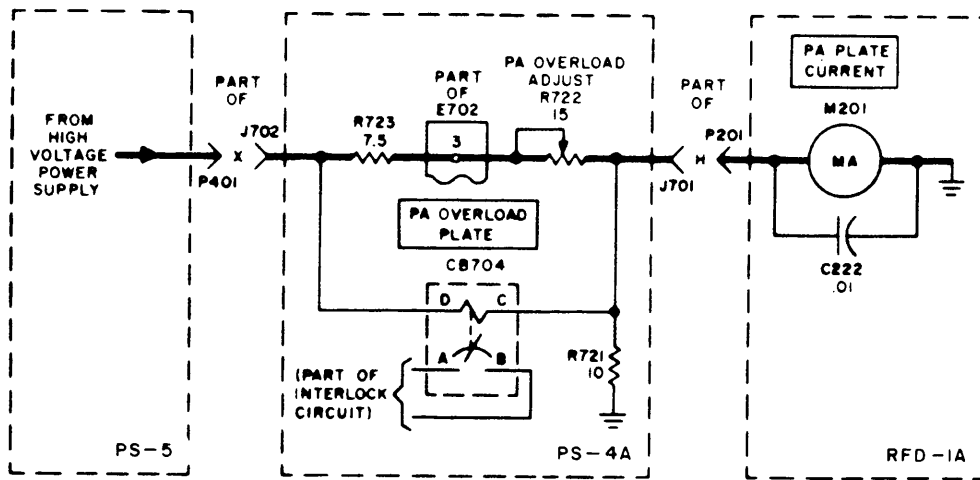 FROM
HIGH
VOLTAGE
POWER
SUPPLY
PART
OF
X
J702
P401
PS-5
R723
7.5
PART
OF
E702
3
PA OVERLOAD
ADJUST
R722
15
PA OVERLOAD
PLATE
CB704
D
C
A
B
(PART OF
INTERLOCK
CIRCUIT)
R721
10
PS-4A
PART
OF
H
P201
J701
PA PLATE
CURRENT
M201
MA
C222
.01
RFD-1A